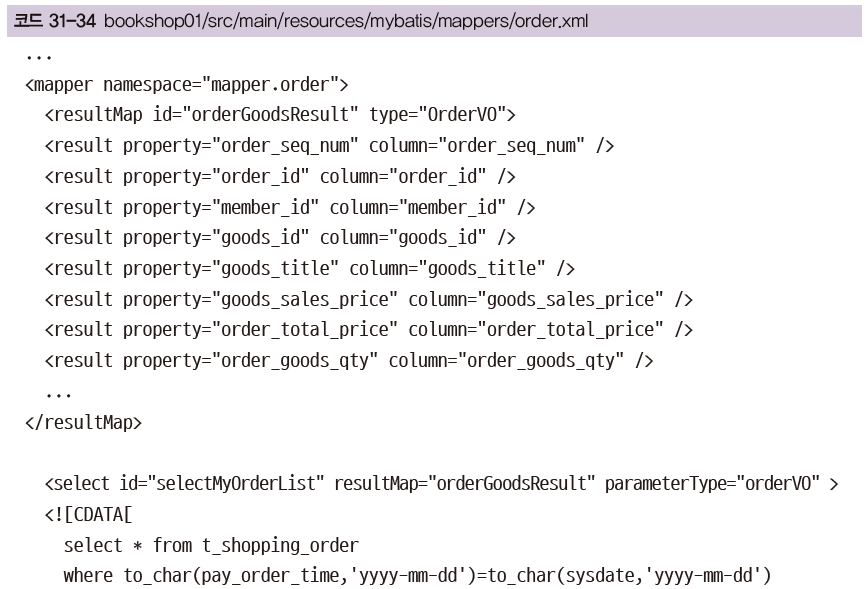 코드 31-34 bookshop01/src/main/resources/mybatis/mappers/order.xml
...
<mapper namespace="mapper.order">
<resultMap id="orderGoodsResult" type="OrderVO">
<result property="order_seq_num" column="order_seq_num" />
<result property="order_id" column="order_id" />
<result property="member_id" column="member_id" />
<result property="goods_id" column="goods_id" />
<result property="goods_title" column="goods_title" />
<result property="goods_sales_price" column="goods_sales_price" />
<result property="order_total_price" column="order_total_price" />
<result property="order_goods_qty" column="order_goods_qty" />
...
</resultMap>
<select id="selectMyOrderList" resultMap="orderGoodsResult" parameterType="orderVO" >
<![CDATA[
select * from t_shopping_order
where to_char(pay_order_time,'yyyy-mm-dd')=to_char(sysdate,'yyyy-mm-dd')